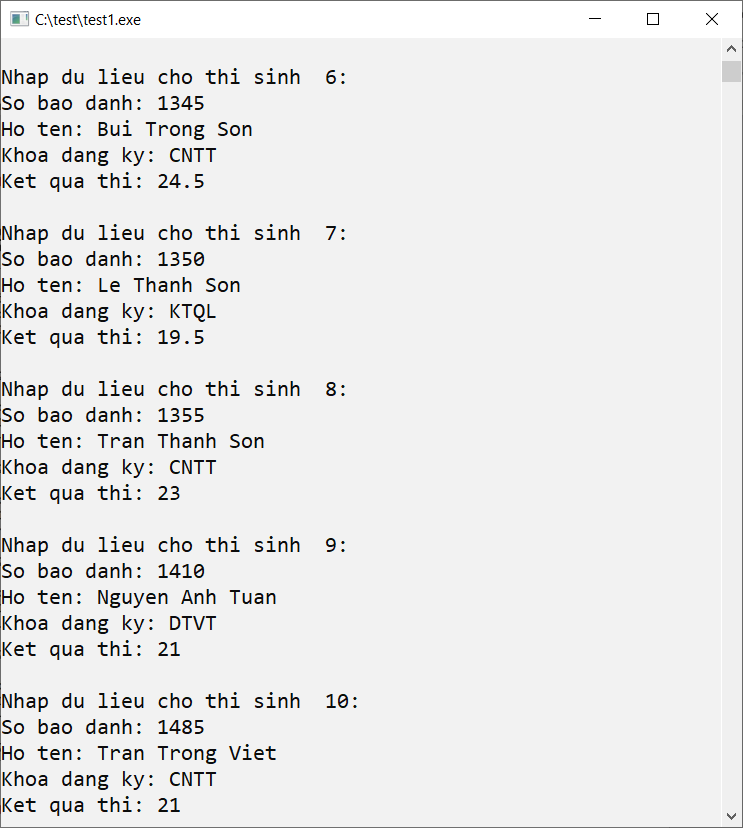 C:\test\test1.exe
Nhap du lieu cho thi sinh  6:
So bao danh: 1345
Ho ten: Bui Trong Son
Khoa dang ky: CNTT
Ket qua thi: 24.5
Nhap du lieu cho thi sinh  7:
So bao danh: 1350
Ho ten: Le Thanh Son
Khoa dang ky: KTQL
Ket qua thi: 19.5
Nhap du lieu cho thi sinh  8:
So bao danh: 1355
Ho ten: Tran Thanh Son
Khoa dang ky: CNTT
Ket qua thi: 23
Nhap du lieu cho thi sinh  9:
So bao danh: 1410
Ho ten: Nguyen Anh Tuan
Khoa dang ky: DTVT
Ket qua thi: 21
Nhap du lieu cho thi sinh  10:
So bao danh: 1485
Ho ten: Tran Trong Viet
Khoa dang ky: CNTT
Ket qua thi: 21